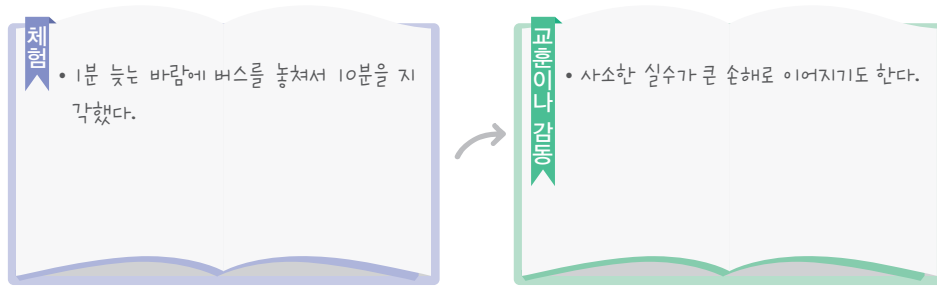 체험
• 1분 늦는 바람에 버스를 놓쳐서 10분을 지
각했다.
교훈이나 감동
• 사소한 실수가 큰 손해로 이어지기도 한다.